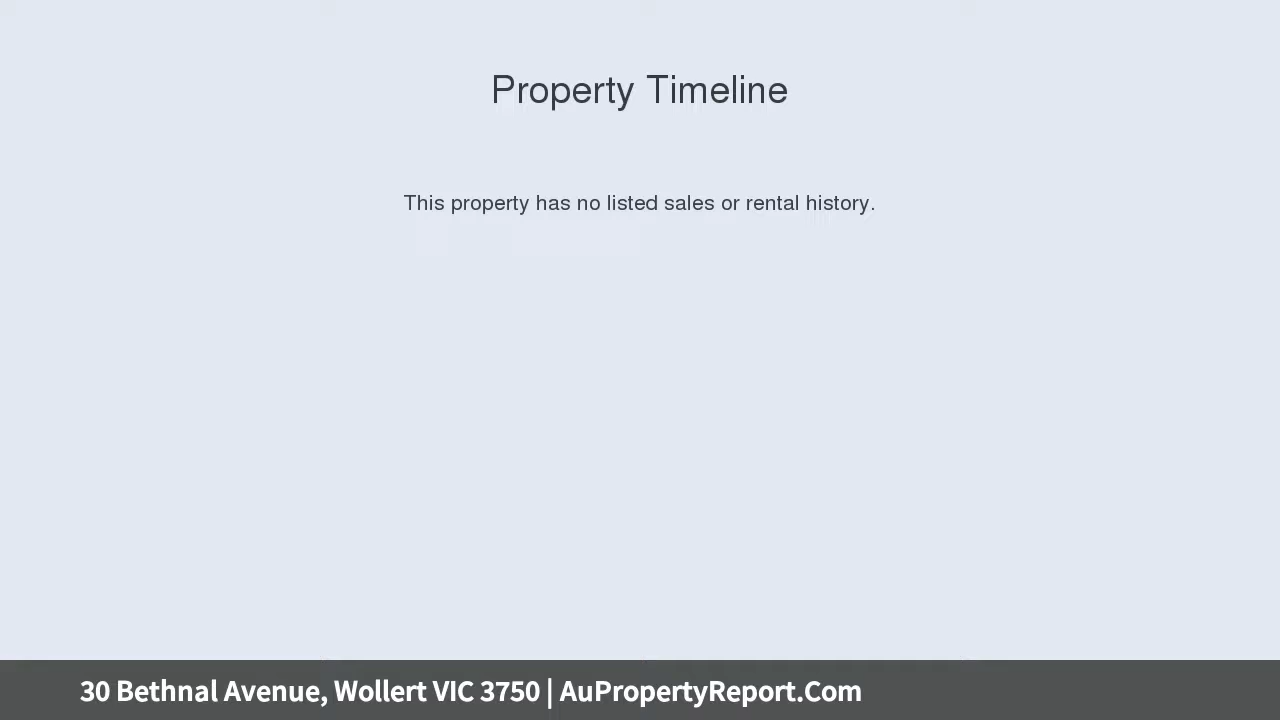 Property Timeline
This property has no listed sales or rental history.
30 Bethnal Avenue, Wollert VIC 3750 | AuPropertyReport.Com